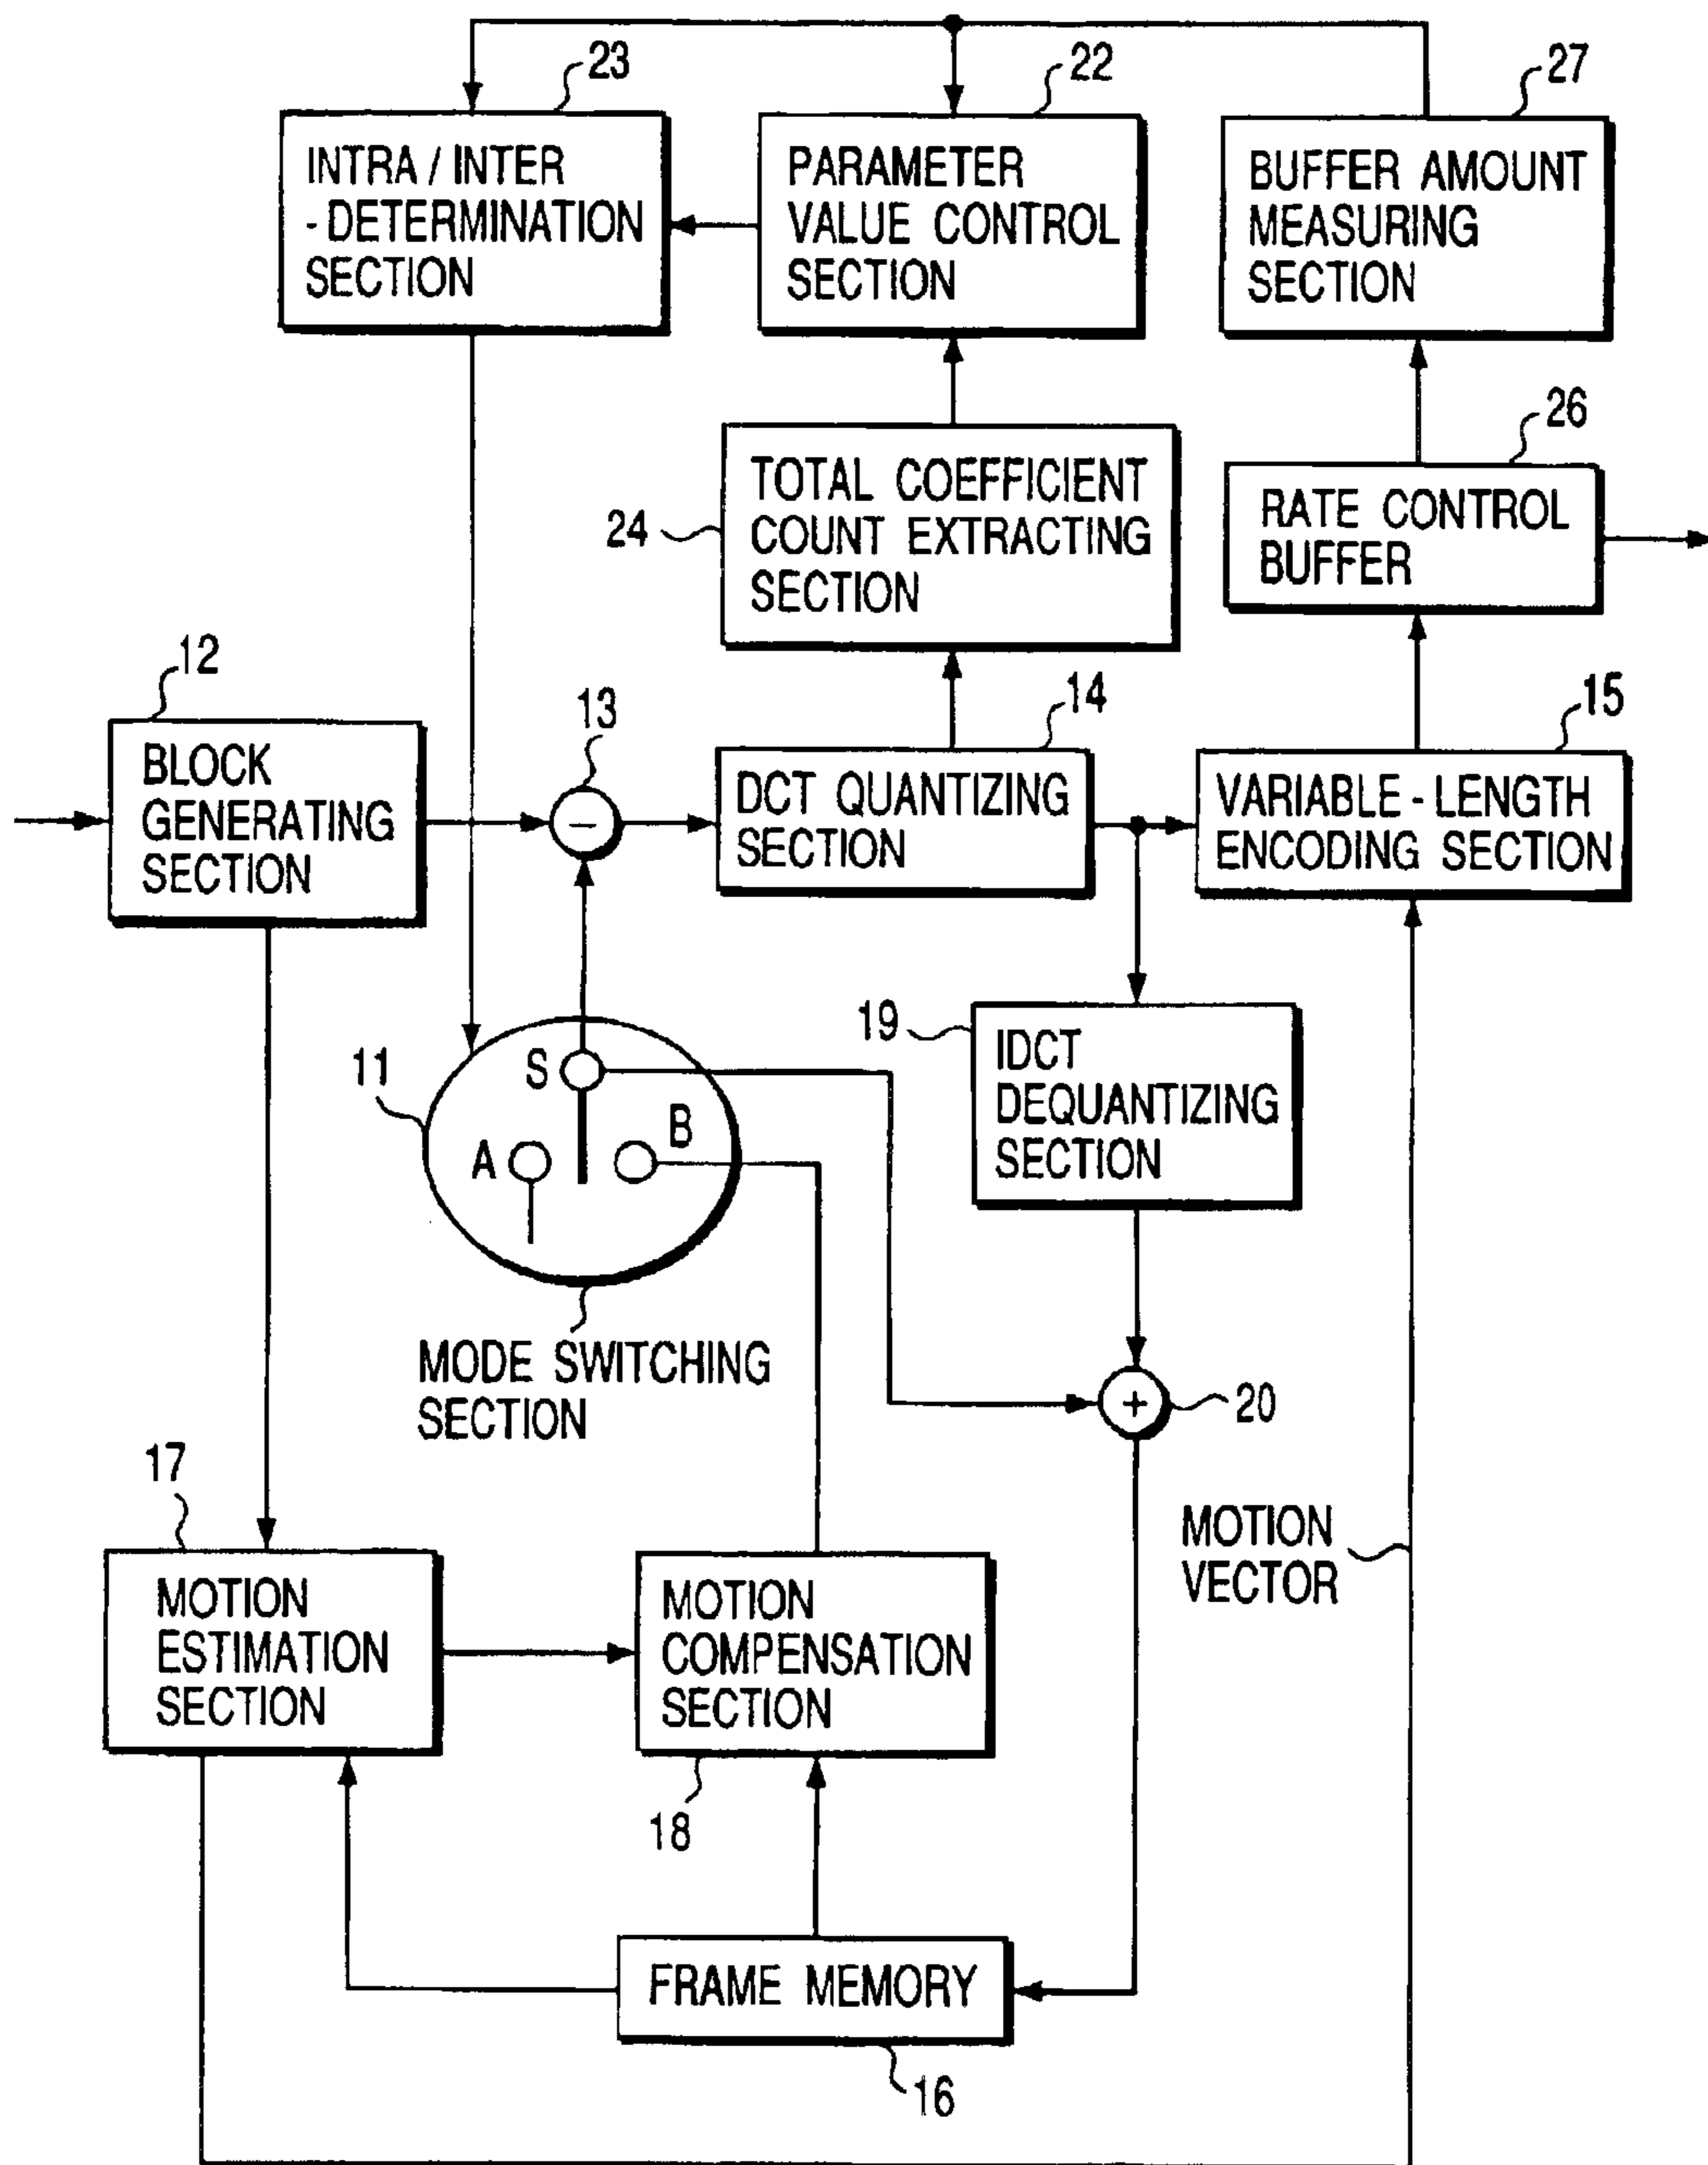 23
22
27
INTRA / INTER
- DETERMINATION
SECTION
PARAMETER
VALUE CONTROL
SECTION
BUFFER AMOUNT
MEASURING
SECTION
24
TOTAL COEFFICIENT
COUNT EXTRACTING
SECTION
26
RATE CONTROL
BUFFER
12
BLOCK
GENERATING
SECTION
13
−
14
DCT QUANTIZING
SECTION
15
VARIABLE - LENGTH
ENCODING SECTION
11
S
A
B
MODE SWITCHING
SECTION
19
IDCT
DEQUANTIZING
SECTION
+
20
MOTION
VECTOR
17
MOTION
ESTIMATION
SECTION
MOTION
COMPENSATION
SECTION
18
FRAME MEMORY
16